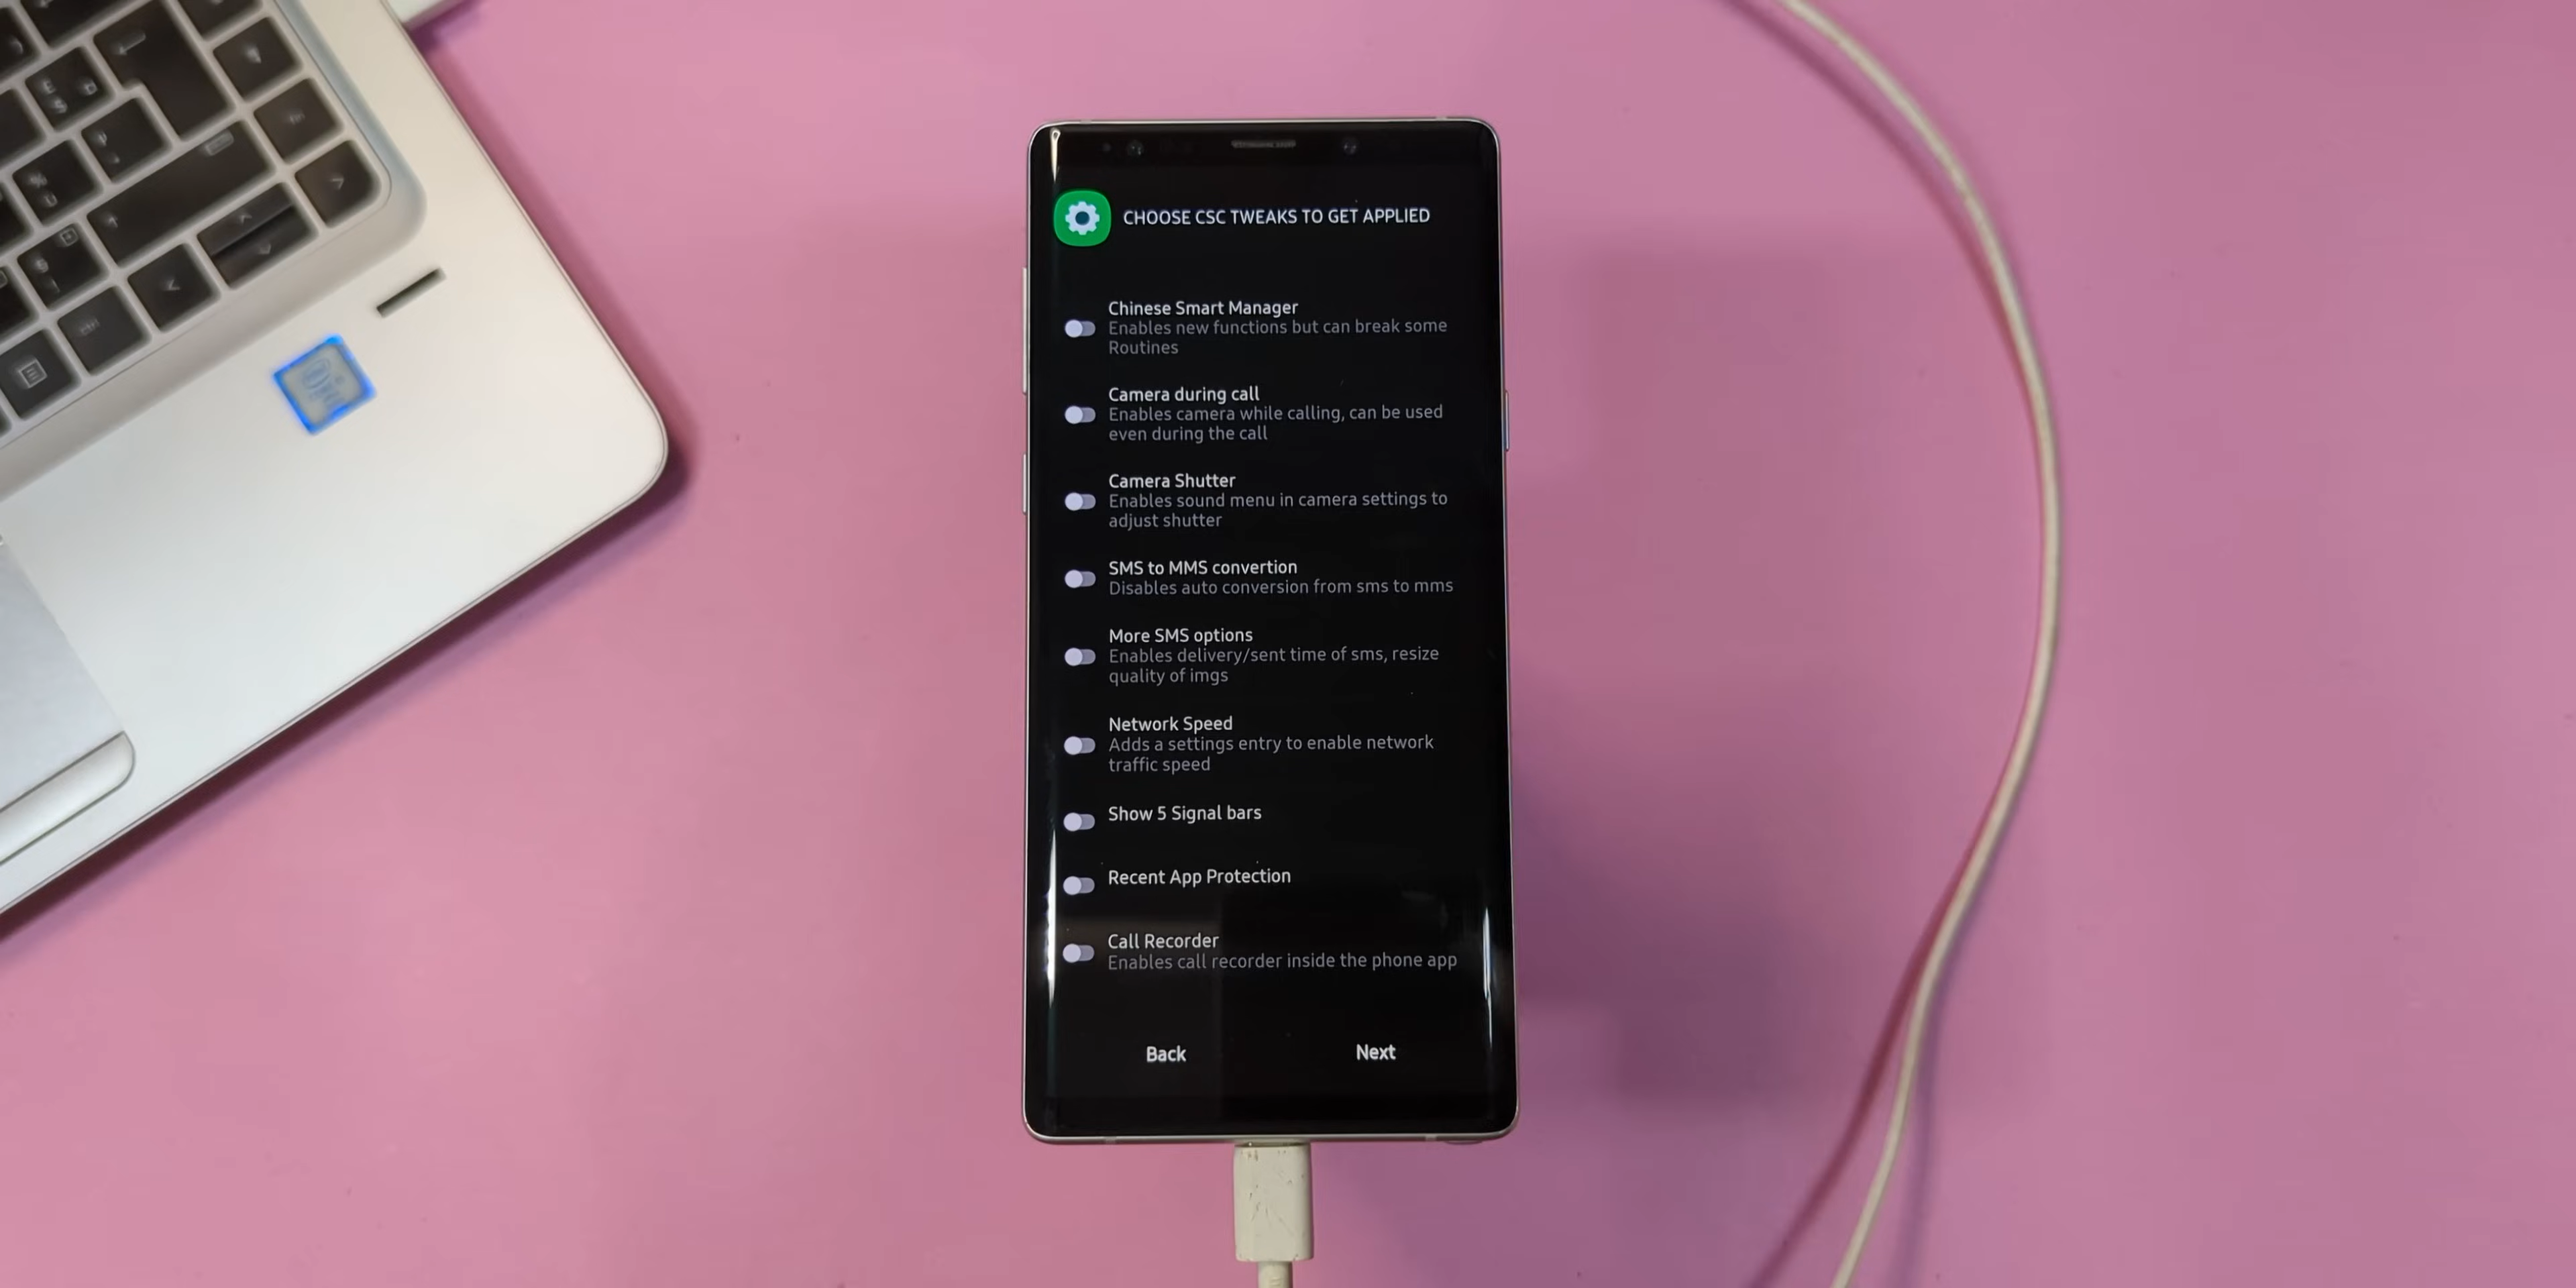 CHOOSE CSC TWEAKS TO GET APPLIED
Chinese Smart Manager
Enables new functions but can break some
Routines
Camera during call
Enables camera while calling, can be used
even during the call
Camera Shutter
Enables sound menu in camera settings to
adjust shutter
SMS to MMS convertion
Disables auto conversion from sms to mms
More SMS options
Enables delivery/sent time of sms, resize
quality of imgs
Network Speed
Adds a settings entry to enable network
traffic speed
Show 5 Signal bars
Recent App Protection
Call Recorder
Enables call recorder inside the phone app
Back Next